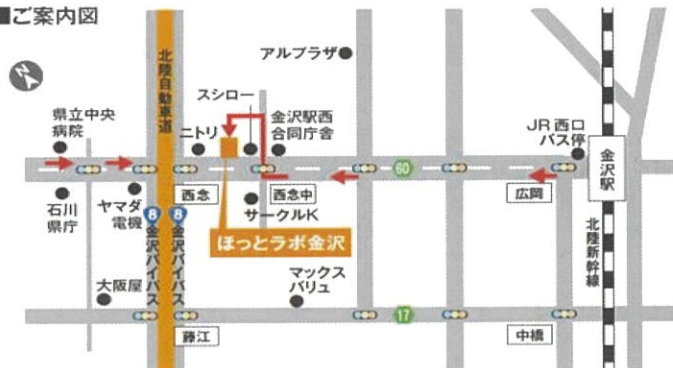 ■ご案内図
アルプラザ
北陸自動車道
スシロー
県立中央
病院
ニトリ
金沢駅西
合同庁舎
JR西口
バス停
金沢駅
60
西念
西念中
広岡
石川
県庁
ヤマダ
電機
サークルK
8
8
金沢バイパス
金沢バイパス
ほっとラボ金沢
北陸新幹線
大阪屋
マックス
バリュ
17
藤江
中橋
N